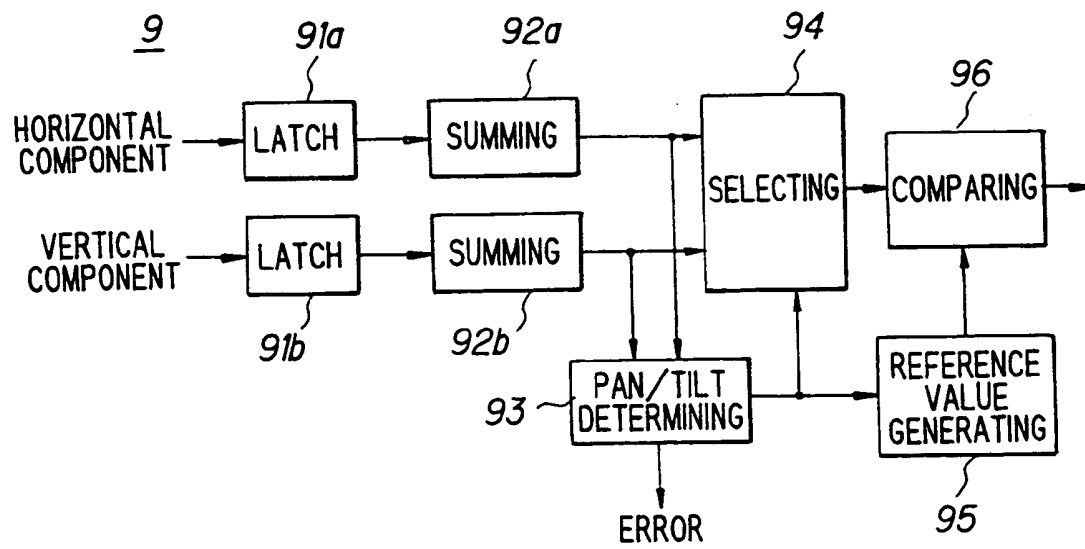 9
91a
92a
94
96
HORIZONTAL
COMPONENT
LATCH
SUMMING
SELECTING
COMPARING
VERTICAL
COMPONENT
LATCH
SUMMING
91b
92b
93
PAN/TILT
DETERMINING
REFERENCE
VALUE
GENERATING
ERROR
95